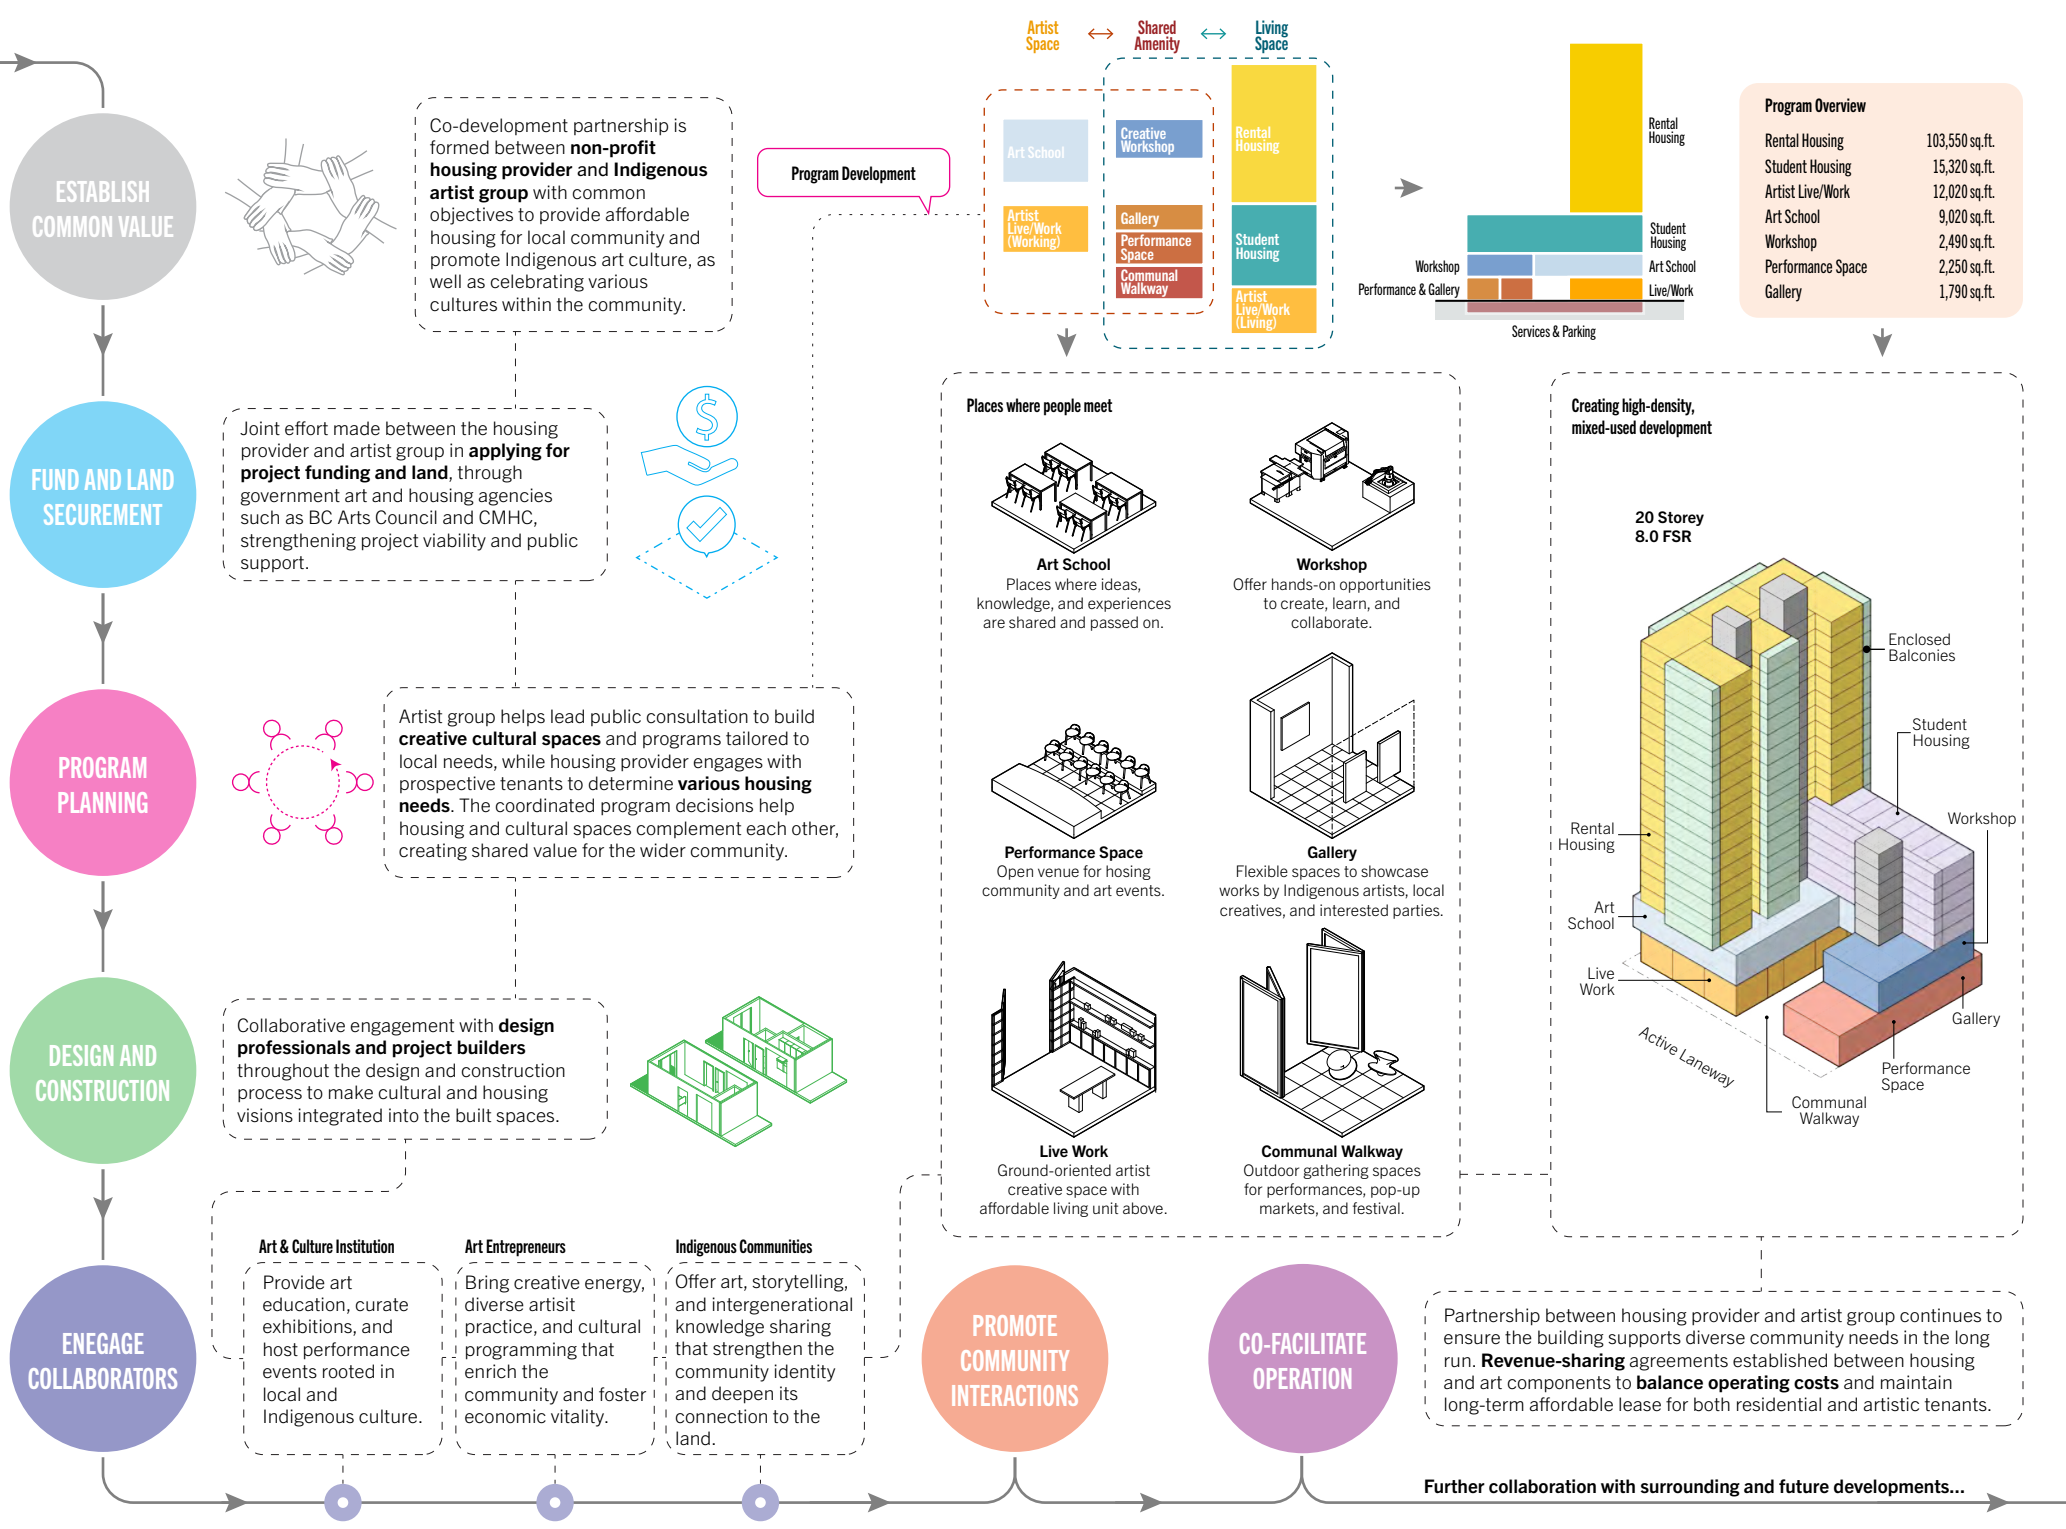 ESTABLISH
COMMON VALUE
Co-development partnership is
formed between non-profit
housing provider and Indigenous
artist group with common
objectives to provide affordable
housing for local community and
promote Indigenous art culture, as
well as celebrating various
cultures within the community.
FUND AND LAND
SECUREMENT
Joint effort made between the housing
provider and artist group in applying for
project funding and land, through
government art and housing agencies
such as BC Arts Council and CMHC,
strengthening project viability and public
support.
$
PROGRAM
PLANNING
Artist group helps lead public consultation to build
creative cultural spaces and programs tailored to
local needs, while housing provider engages with
prospective tenants to determine various housing
needs. The coordinated program decisions help
housing and cultural spaces complement each other,
creating shared value for the wider community.
DESIGN AND
CONSTRUCTION
Collaborative engagement with design
professionals and project builders
throughout the design and construction
process to make cultural and housing
visions integrated into the built spaces.
ENEGAGE
COLLABORATORS
Art & Culture Institution
Provide art
education, curate
exhibitions, and
host performance
events rooted in
local and
Indigenous culture.
Art Entrepreneurs
Bring creative energy,
diverse artisit
practice, and cultural
programming that
enrich the
community and foster
economic vitality.
Indigenous Communities
Offer art, storytelling,
and intergenerational
knowledge sharing
that strengthen the
community identity
and deepen its
connection to the
land.
Program Development
Artist
Space
Shared
Amenity
Living
Space
Art School
Artist
Live/Work
(Working)
Creative
Workshop
Gallery
Performance
Space
Communal
Walkway
Rental
Housing
Student
Housing
Artist
Live/Work
(Living)
Rental
Housing
Student
Housing
Workshop
Art School
Performance & Gallery
Live/Work
Services & Parking
Program Overview
Rental Housing 103,550 sq.ft.
Student Housing 15,320 sq.ft.
Artist Live/Work 12,020 sq.ft.
Art School 9,020 sq.ft.
Workshop 2,490 sq.ft.
Performance Space 2,250 sq.ft.
Gallery 1,790 sq.ft.
Places where people meet
Art School
Places where ideas,
knowledge, and experiences
are shared and passed on.
Workshop
Offer hands-on opportunities
to create, learn, and
collaborate.
Performance Space
Open venue for hosing
community and art events.
Gallery
Flexible spaces to showcase
works by Indigenous artists, local
creatives, and interested parties.
Live Work
Ground-oriented artist
creative space with
affordable living unit above.
Communal Walkway
Outdoor gathering spaces
for performances, pop-up
markets, and festival.
Creating high-density,
mixed-used development
20 Storey
8.0 FSR
Enclosed
Balconies
Student
Housing
Workshop
Rental
Housing
Art
School
Live
Work
Gallery
Active Laneway
Performance
Space
Communal
Walkway
PROMOTE
COMMUNITY
INTERACTIONS
CO-FACILITATE
OPERATION
Partnership between housing provider and artist group continues to
ensure the building supports diverse community needs in the long
run. Revenue-sharing agreements established between housing
and art components to balance operating costs and maintain
long-term affordable lease for both residential and artistic tenants.
Further collaboration with surrounding and future developments...